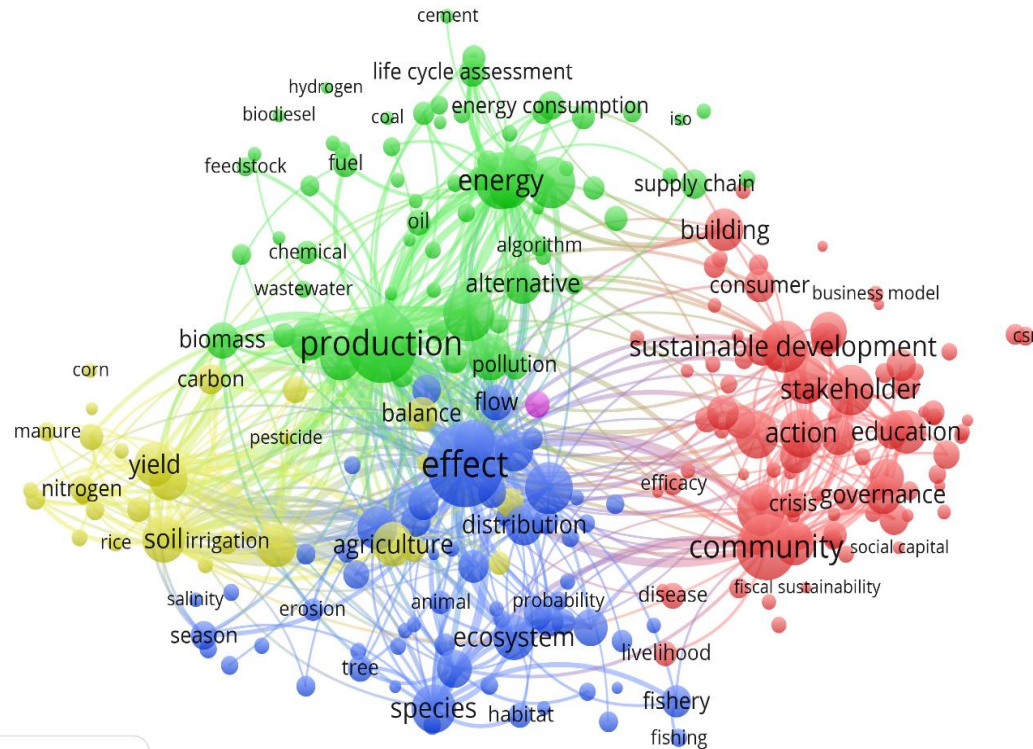 cement
life cycle assessment
hydrogen
energy consumption
biodiesel
coal
iso
feedstock
fuel
energy
supply chain
oil
building
chemical
algorithm
alternative
consumer
wastewater
business model
biomass
production
sustainable development
csr
corn
carbon
pollution
stakeholder
balance
flow
manure
pesticide
action
education
yield
effect
nitrogen
efficacy
crisis
governance
distribution
rice
soil
irrigation
agriculture
community
social capital
fiscal sustainability
salinity
erosion
animal
probability
disease
season
ecosystem
livelihood
tree
species
habitat
fishery
fishing